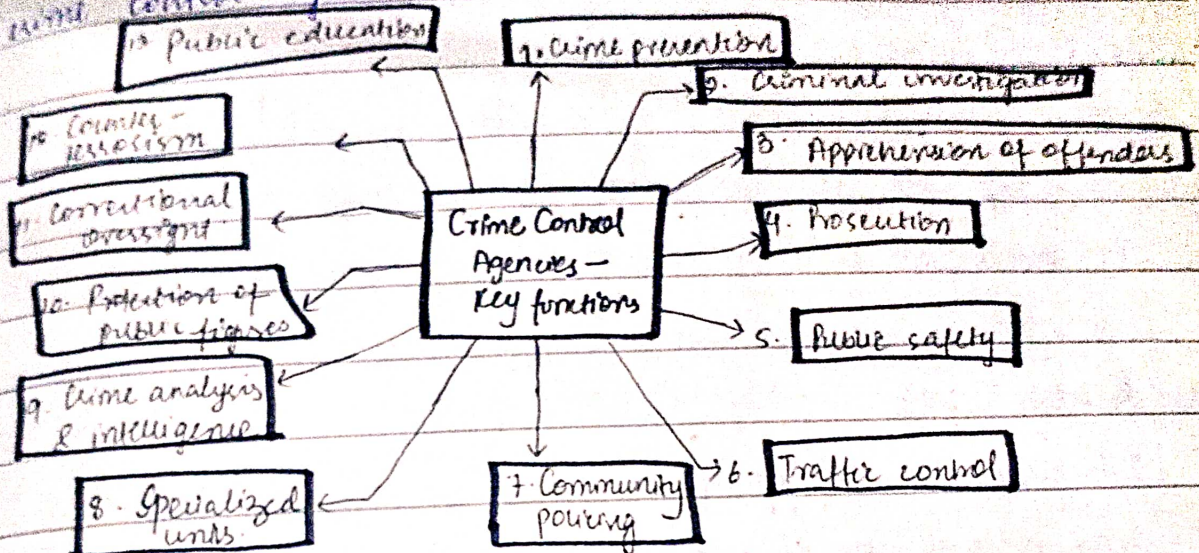 13 Public education
1. Crime prevention
2. Criminal investigation
3. Apprehension of offenders
4. Prosecution
5. Public safety
6. Traffic control
7. Community
policing
8. Specialized
units.
9. Crime analysis
& intelligence
10. Protection of
public figures
11. Correctional
oversight
Counter-
terrorism
Crime Control
Agencies –
Key functions